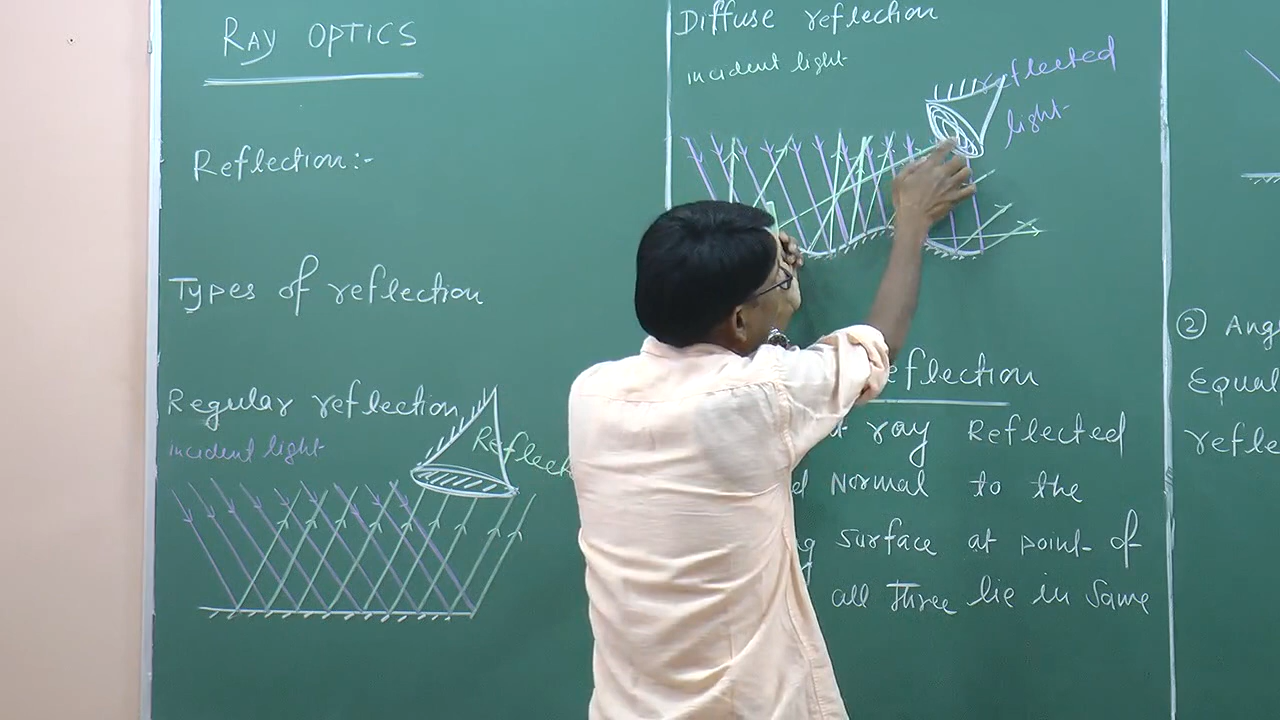 RAY OPTICS
Reflection:-
Types of reflection
Regular reflection
incident light
Reflect
Diffuse reflection
incident light
reflected
light
eflection
ray Reflected
d Normal to the
g surface at point of
all three lie in same
② Ang
Equal
refle